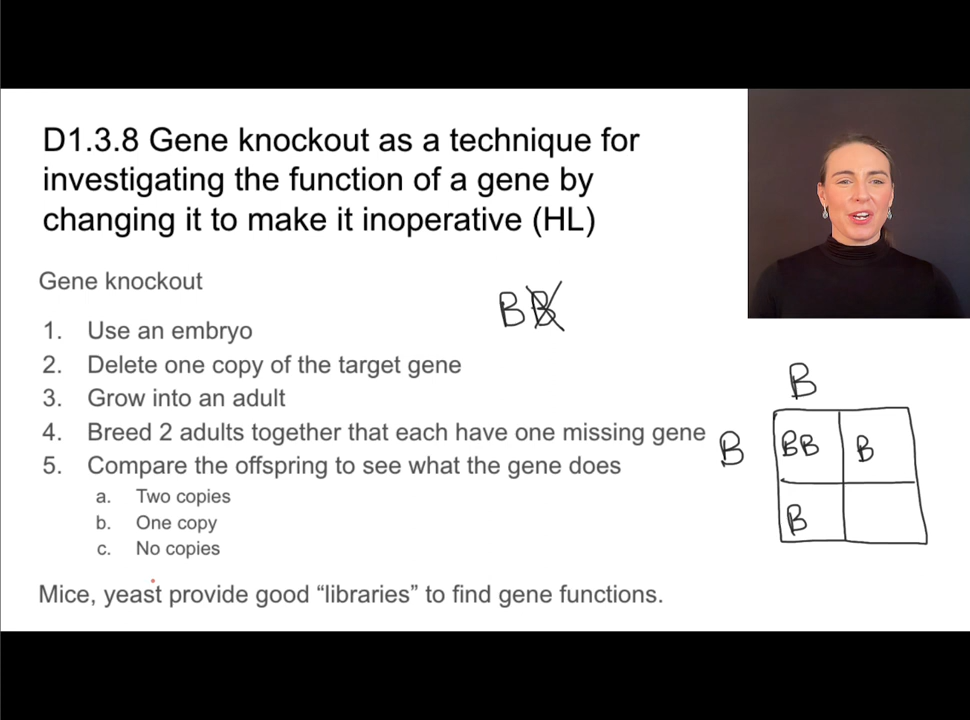 D1.3.8 Gene knockout as a technique for
investigating the function of a gene by
changing it to make it inoperative (HL)
Gene knockout
BB
1. Use an embryo
2. Delete one copy of the target gene
3. Grow into an adult
4. Breed 2 adults together that each have one missing gene
5. Compare the offspring to see what the gene does
a. Two copies
b. One copy
c. No copies
Mice, yeast provide good “libraries” to find gene functions.
B
B
BB B
B